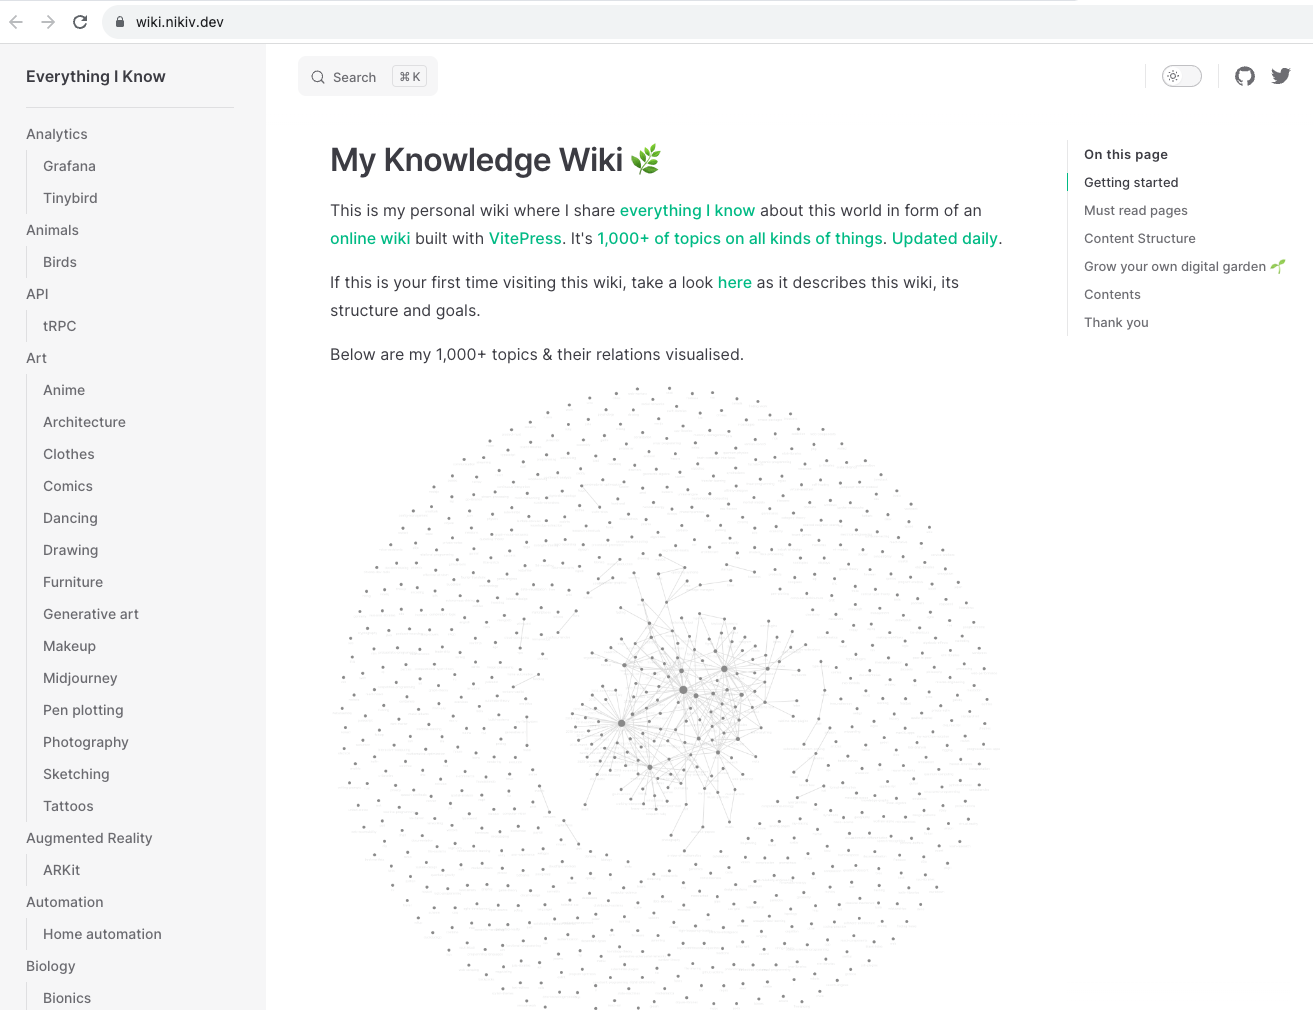 wiki.nikiv.dev
Everything I Know
Analytics
Grafana
Tinybird
Animals
Birds
API
tRPC
Art
Anime
Architecture
Clothes
Comics
Dancing
Drawing
Furniture
Generative art
Makeup
Midjourney
Pen plotting
Photography
Sketching
Tattoos
Augmented Reality
ARKit
Automation
Home automation
Biology
Bionics
Search ⌘ K
My Knowledge Wiki 🌿
This is my personal wiki where I share everything I know about this world in form of an
online wiki built with VitePress. It's 1,000+ of topics on all kinds of things. Updated daily.
If this is your first time visiting this wiki, take a look here as it describes this wiki, its
structure and goals.
Below are my 1,000+ topics & their relations visualised.
On this page
Getting started
Must read pages
Content Structure
Grow your own digital garden 🌱
Contents
Thank you